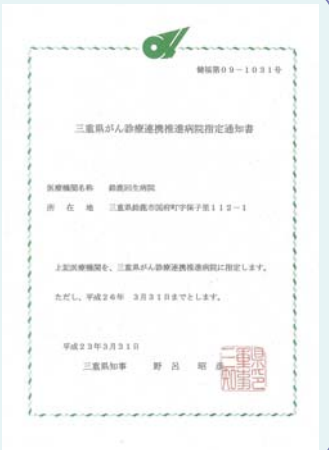 健福第09-1031号
三重県がん診療連携推進病院指定通知書
医療機関名称 鈴鹿回生病院
所在地 三重県鈴鹿市国府町字保子里112-1
上記医療機関を、三重県がん診療連携推進病院に指定します。
ただし、平成26年 3月31日までとします。
平成23年3月31日
三重県知事 野呂昭彦